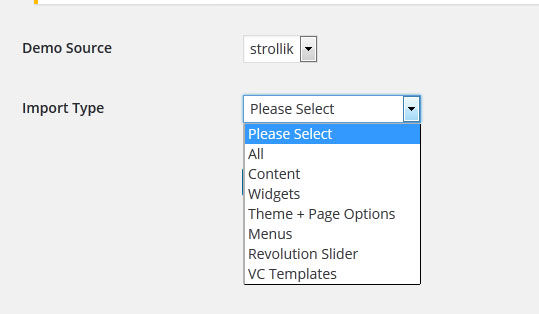 Demo Source strollik
Import Type Please Select
Please Select
All
Content
Widgets
Theme + Page Options
Menus
Revolution Slider
VC Templates